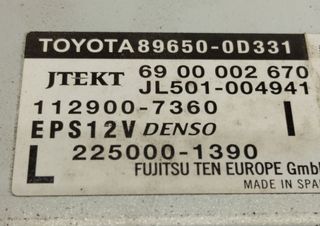 TOYOTA 89650-0D331
JTEKT 69 00 002 670
JL501-004941
112900-7360
EPS12V DENSO
L 225000-1390
FUJITSU TEN EUROPE GmbH
MADE IN SPA